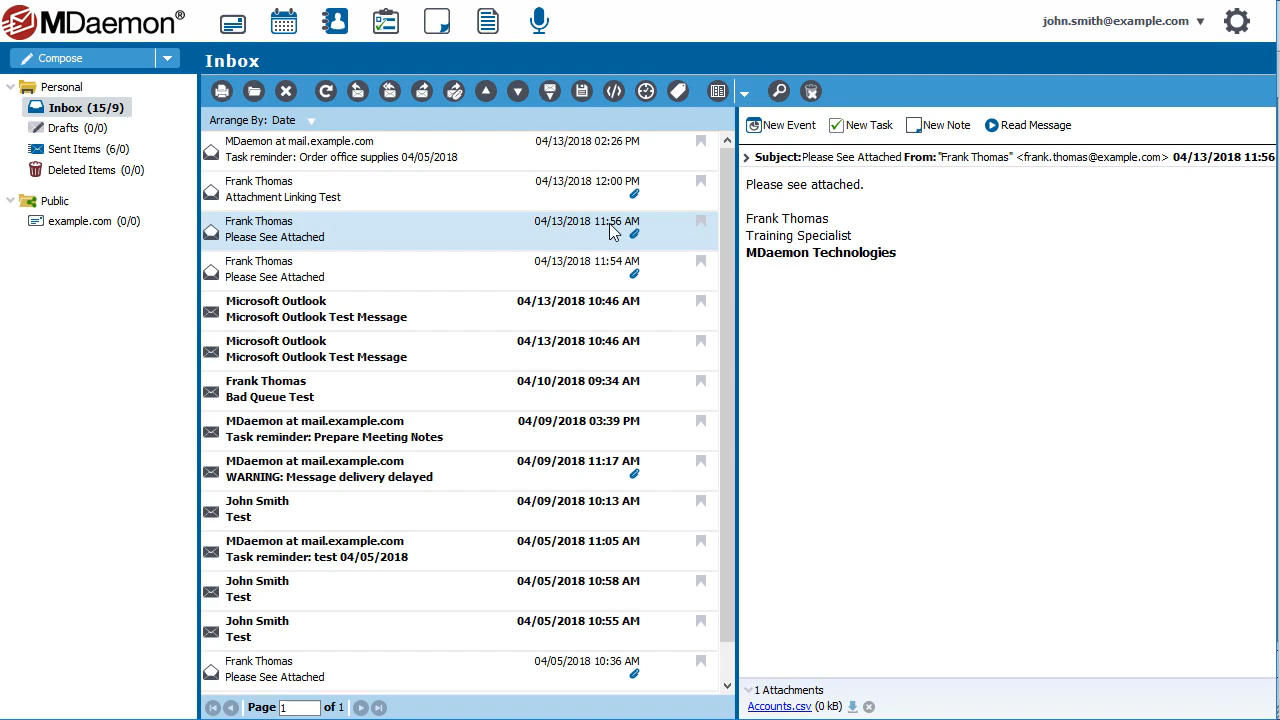 MDaemon®
john.smith@example.com
Compose
Inbox
Personal
Inbox (15/9)
Drafts (0/0)
Sent Items (6/0)
Deleted Items (0/0)
Public
example.com (0/0)
Arrange By: Date
MDaemon at mail.example.com 04/13/2018 02:26 PM
Task reminder: Order office supplies 04/05/2018
Frank Thomas 04/13/2018 12:00 PM
Attachment Linking Test
Frank Thomas 04/13/2018 11:56 AM
Please See Attached
Frank Thomas 04/13/2018 11:54 AM
Please See Attached
Microsoft Outlook 04/13/2018 10:46 AM
Microsoft Outlook Test Message
Microsoft Outlook 04/13/2018 10:46 AM
Microsoft Outlook Test Message
Frank Thomas 04/10/2018 09:34 AM
Bad Queue Test
MDaemon at mail.example.com 04/09/2018 03:39 PM
Task reminder: Prepare Meeting Notes
MDaemon at mail.example.com 04/09/2018 11:17 AM
WARNING: Message delivery delayed
John Smith 04/09/2018 10:13 AM
Test
MDaemon at mail.example.com 04/05/2018 11:05 AM
Task reminder: test 04/05/2018
John Smith 04/05/2018 10:58 AM
Test
John Smith 04/05/2018 10:55 AM
Test
Frank Thomas 04/05/2018 10:36 AM
Please See Attached
Page 1 of 1
New Event New Task New Note Read Message
Subject:Please See Attached From: "Frank Thomas" <frank.thomas@example.com> 04/13/2018 11:56
Please see attached.
Frank Thomas
Training Specialist
MDaemon Technologies
1 Attachments
Accounts.csv (0 kB)